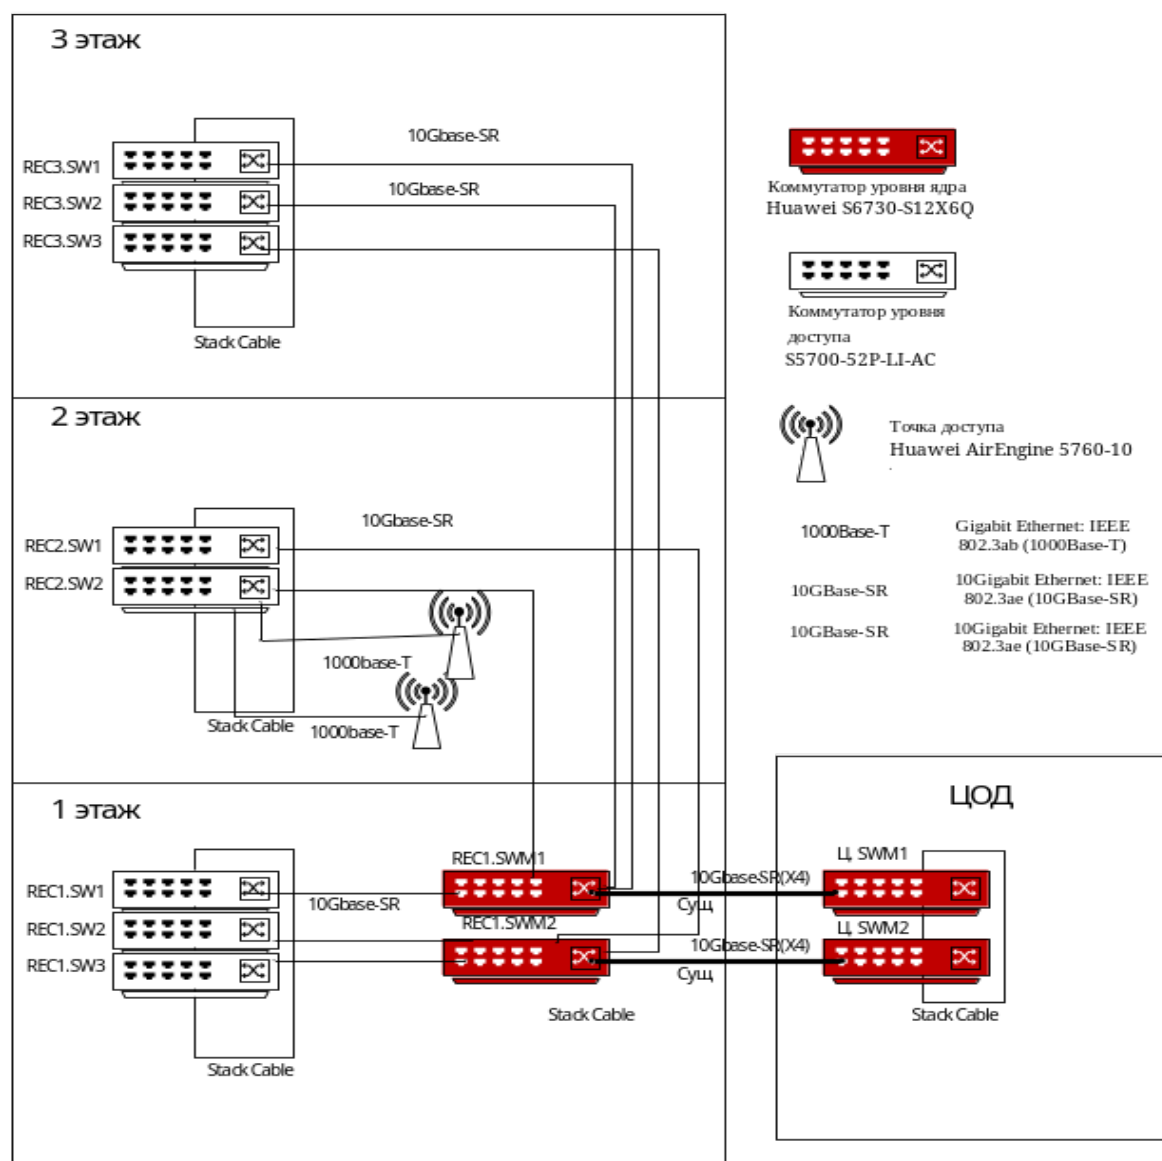 3 этаж
10Gbase-SR
REC3.SW1
10Gbase-SR
REC3.SW2
REC3.SW3
Stack Cable
Коммутатор уровня ядра
Huawei S6730-S12X6Q
Коммутатор уровня
доступа
S5700-52P-LI-AC
2 этаж
Точка доступа
Huawei AirEngine 5760-10
10Gbase-SR
REC2.SW1
REC2.SW2
1000base-T
Stack Cable
1000base-T
1000Base-T
Gigabit Ethernet: IEEE
802.3ab (1000Base-T)
10GBase-SR
10Gigabit Ethernet: IEEE
802.3ae (10GBase-SR)
10GBase-SR
10Gigabit Ethernet: IEEE
802.3ae (10GBase-SR)
1 этаж
ЦОД
REC1.SWM1
Ц, SWM1
REC1.SW1
10Gbase-SR
10Gbase-SR(X4)
Сущ
REC1.SW2
REC1.SWM2
Ц, SWM2
REC1.SW3
10Gbase-SR(X4)
Сущ
Stack Cable
Stack Cable
Stack Cable